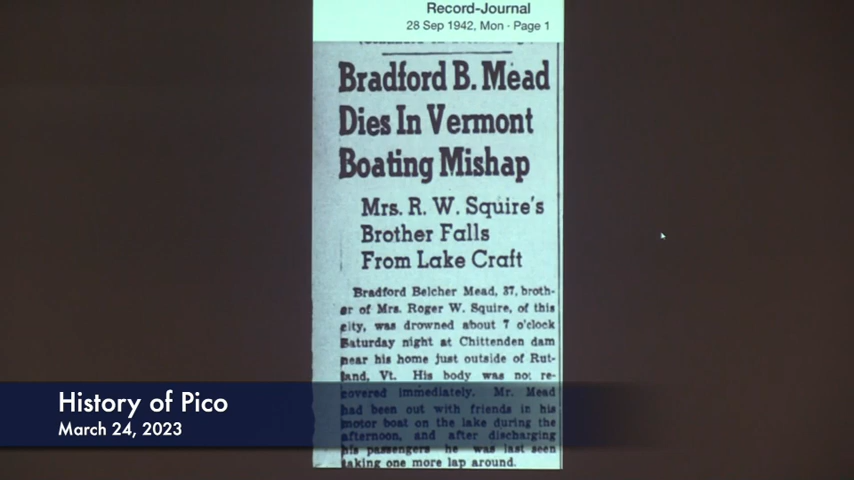 Record-Journal
28 Sep 1942, Mon · Page 1
Bradford B. Mead
Dies In Vermont
Boating Mishap
Mrs. R. W. Squire's
Brother Falls
From Lake Craft
Bradford Belcher Mead, 37, broth-
er of Mrs. Roger W. Squire, of this
city, was drowned about 7 o'clock
Saturday night at Chittenden dam
near his home just outside of Rut-
land, Vt. His body was not re-
covered immediately. Mr. Mead
had been out with friends in his
motor boat on the lake during the
afternoon, and after discharging
his passengers he was last seen
taking one more lap around.
History of Pico
March 24, 2023